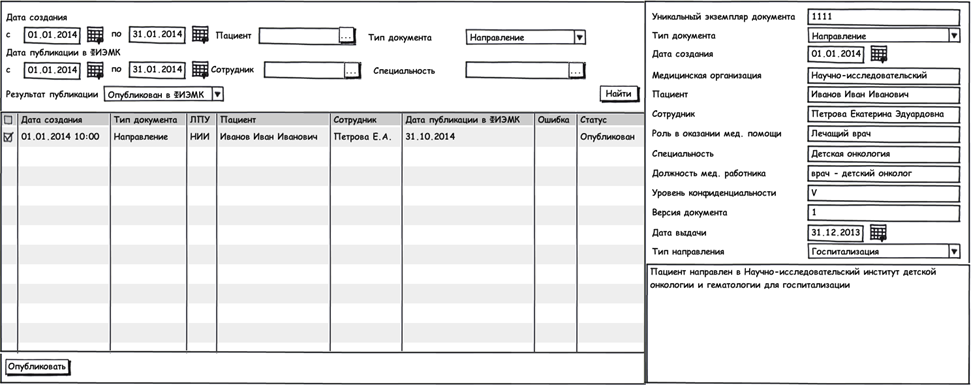 Дата создания
с 01.01.2014 по 31.01.2014 Пациент ... Тип документа Направление
Дата публикации в ФИЭМК
с 01.01.2014 по 31.01.2014 Сотрудник ... Специальность ...
Результат публикации Опубликован в ФИЭМК Найти
Дата создания Тип документа ЛПУ Пациент Сотрудник Дата публикации в ФИЭМК Ошибка Статус
01.01.2014 10:00 Направление НИИ Иванов Иван Иванович Петрова Е.А. 31.10.2014 Опубликован
Опубликовать
Уникальный экземпляр документа 1111
Тип документа Направление
Дата создания 01.01.2014
Медицинская организация Научно-исследовательский
Пациент Иванов Иван Иванович
Сотрудник Петрова Екатерина Эдуардовна
Роль в оказании мед. помощи Лечащий врач
Специальность Детская онкология
Должность мед. работника врач - детский онколог
Уровень конфиденциальности V
Версия документа 1
Дата выдачи 31.12.2013
Тип направления Госпитализация
Пациент направлен в Научно-исследовательский институт детской
онкологии и гематологии для госпитализации